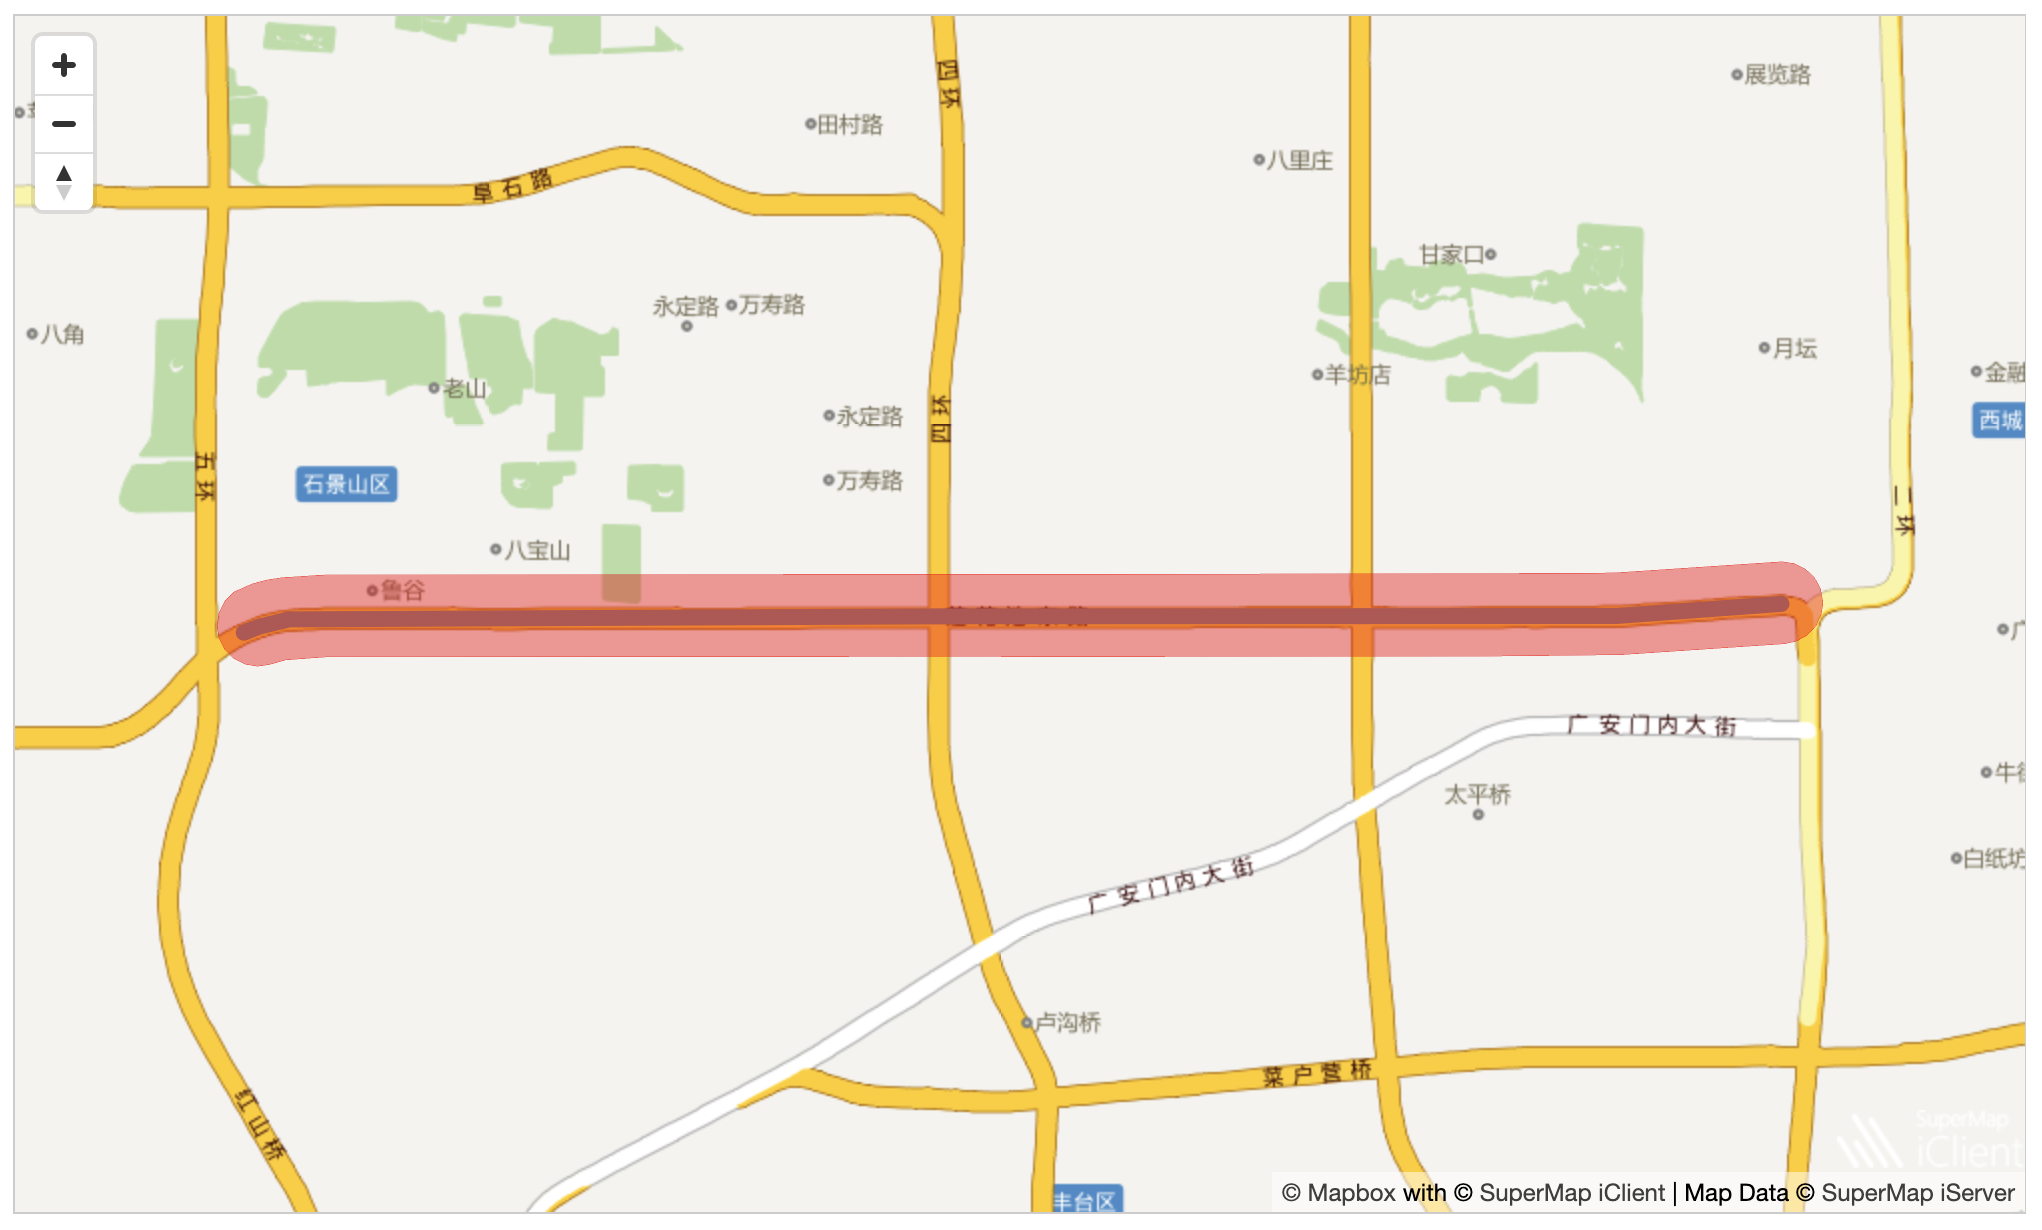 四环
展览路
田村路
八里庄
阜石路
甘家口
永定路
万寿路
八角
月坛
金融
羊坊店
老山
西城
永定路
四环
五环
石景山区
万寿路
二环
八宝山
鲁谷
广
广安门内大街
牛街
太平桥
白纸坊
广安门内大街
卢沟桥
菜户营桥
红山桥
SuperMap
iClient
丰台区
© Mapbox with © SuperMap iClient | Map Data © SuperMap iServer